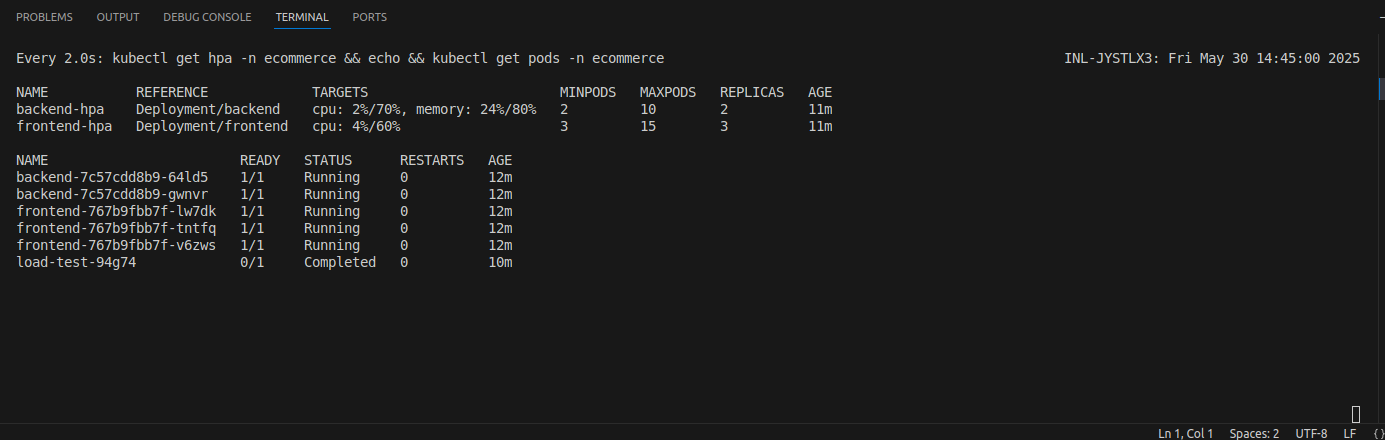 PROBLEMS OUTPUT DEBUG CONSOLE TERMINAL PORTS
Every 2.0s: kubectl get hpa -n ecommerce && echo && kubectl get pods -n ecommerce INL-JYSTLX3: Fri May 30 14:45:00 2025
NAME REFERENCE TARGETS MINPODS MAXPODS REPLICAS AGE
backend-hpa Deployment/backend cpu: 2%/70%, memory: 24%/80% 2 10 2 11m
frontend-hpa Deployment/frontend cpu: 4%/60% 3 15 3 11m
NAME READY STATUS RESTARTS AGE
backend-7c57cdd8b9-64ld5 1/1 Running 0 12m
backend-7c57cdd8b9-gwnvr 1/1 Running 0 12m
frontend-767b9fbb7f-lw7dk 1/1 Running 0 12m
frontend-767b9fbb7f-tntfq 1/1 Running 0 12m
frontend-767b9fbb7f-v6zws 1/1 Running 0 12m
load-test-94g74 0/1 Completed 0 10m
Ln 1, Col 1 Spaces: 2 UTF-8 LF {}